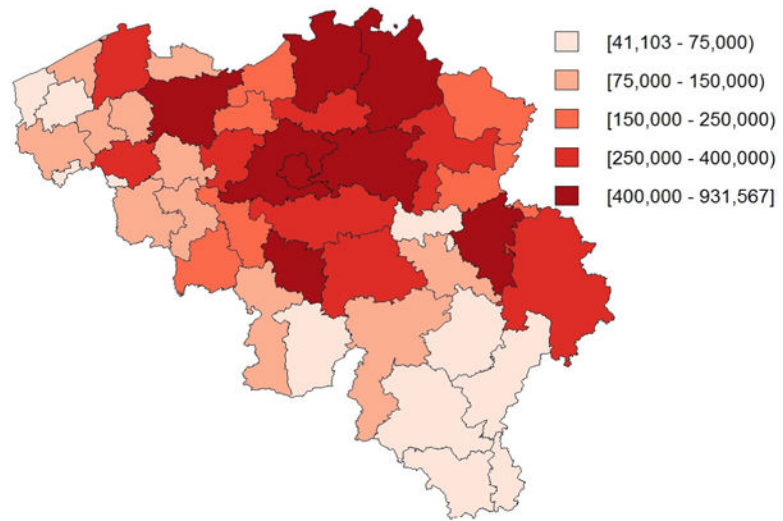 [41,103 - 75,000)
[75,000 - 150,000)
[150,000 - 250,000)
[250,000 - 400,000)
[400,000 - 931,567]